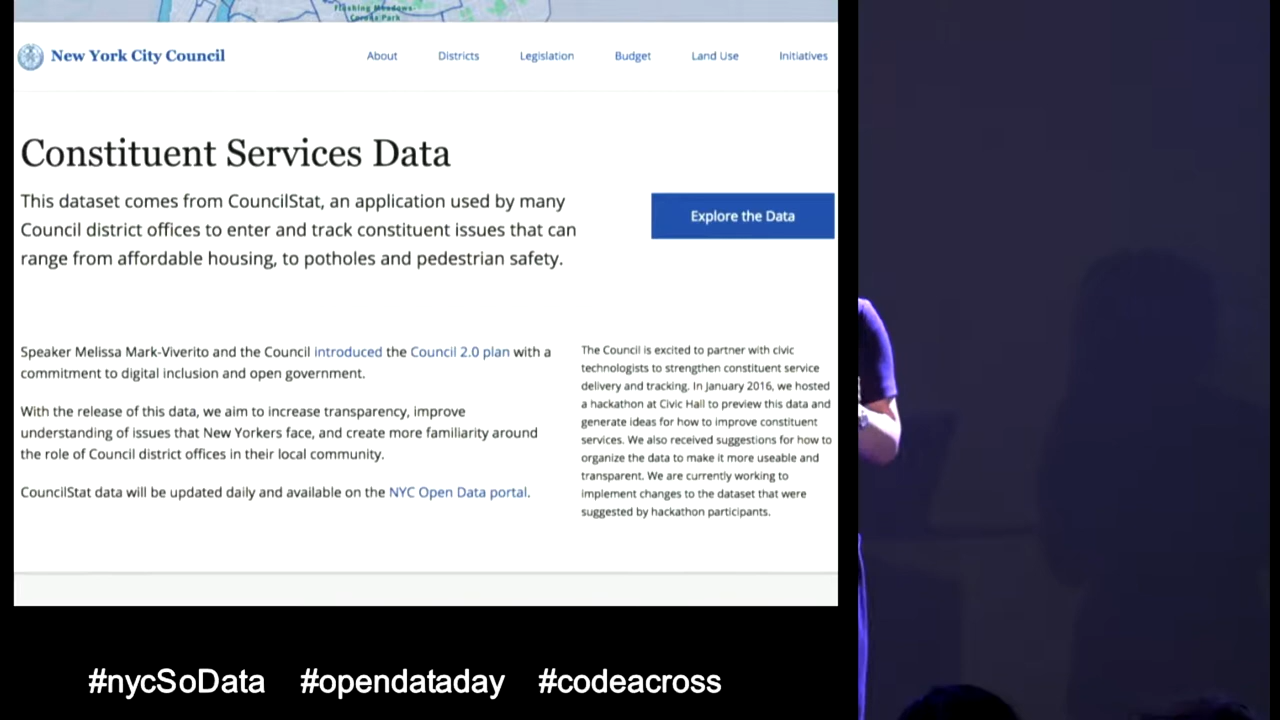 Flushing Meadows
Corona Park
New York City Council
About Districts Legislation Budget Land Use Initiatives
Constituent Services Data
This dataset comes from CouncilStat, an application used by many
Council district offices to enter and track constituent issues that can
range from affordable housing, to potholes and pedestrian safety.
Explore the Data
Speaker Melissa Mark-Viverito and the Council introduced the Council 2.0 plan with a
commitment to digital inclusion and open government.
With the release of this data, we aim to increase transparency, improve
understanding of issues that New Yorkers face, and create more familiarity around
the role of Council district offices in their local community.
CouncilStat data will be updated daily and available on the NYC Open Data portal.
The Council is excited to partner with civic
technologists to strengthen constituent service
delivery and tracking. In January 2016, we hosted
a hackathon at Civic Hall to preview this data and
generate ideas for how to improve constituent
services. We also received suggestions for how to
organize the data to make it more useable and
transparent. We are currently working to
implement changes to the dataset that were
suggested by hackathon participants.
#nycSoData #opendataday #codeacross